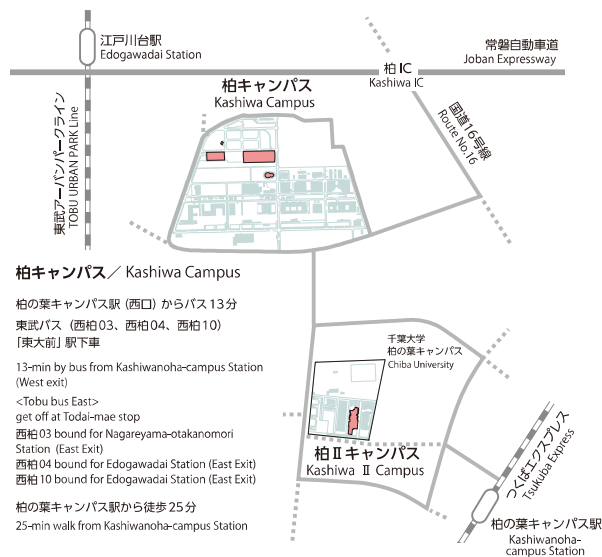 江戸川台駅
Edogawadai Station
常磐自動車道
Joban Expressway
柏IC
Kashiwa IC
柏キャンパス
Kashiwa Campus
国道16号線
Route No.16
東武アーバンパークライン
TOBU URBAN PARK Line
柏キャンパス／ Kashiwa Campus
柏の葉キャンパス駅（西口）からバス13分
東武バス（西柏03、西柏04、西柏10）
「東大前」駅下車
13-min by bus from Kashiwanoha-campus Station
(West exit)
<Tobu bus East>
get off at Todai-mae stop
西柏03 bound for Nagareyama-otakanomori
Station (East Exit)
西柏04 bound for Edogawadai Station (East Exit)
西柏10 bound for Edogawadai Station (East Exit)
柏の葉キャンパス駅から徒歩25分
25-min walk from Kashiwanoha-campus Station
千葉大学
柏の葉キャンパス
Chiba University
柏Ⅱキャンパス
Kashiwa Ⅱ Campus
つくばエクスプレス
Tsukuba Express
柏の葉キャンパス駅
Kashiwanoha-
campus Station